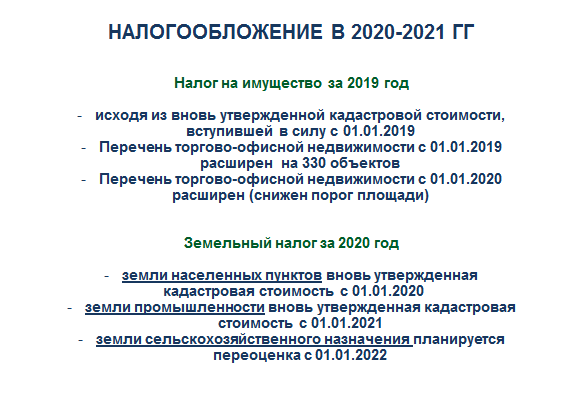 НАЛОГООБЛОЖЕНИЕ В 2020-2021 ГГ
Налог на имущество за 2019 год
- исходя из вновь утвержденной кадастровой стоимости,
вступившей в силу с 01.01.2019
- Перечень торгово-офисной недвижимости с 01.01.2019
расширен на 330 объектов
- Перечень торгово-офисной недвижимости с 01.01.2020
расширен (снижен порог площади)
Земельный налог за 2020 год
- земли населенных пунктов вновь утвержденная
кадастровая стоимость с 01.01.2020
- земли промышленности вновь утвержденная кадастровая
стоимость с 01.01.2021
- земли сельскохозяйственного назначения планируется
переоценка с 01.01.2022